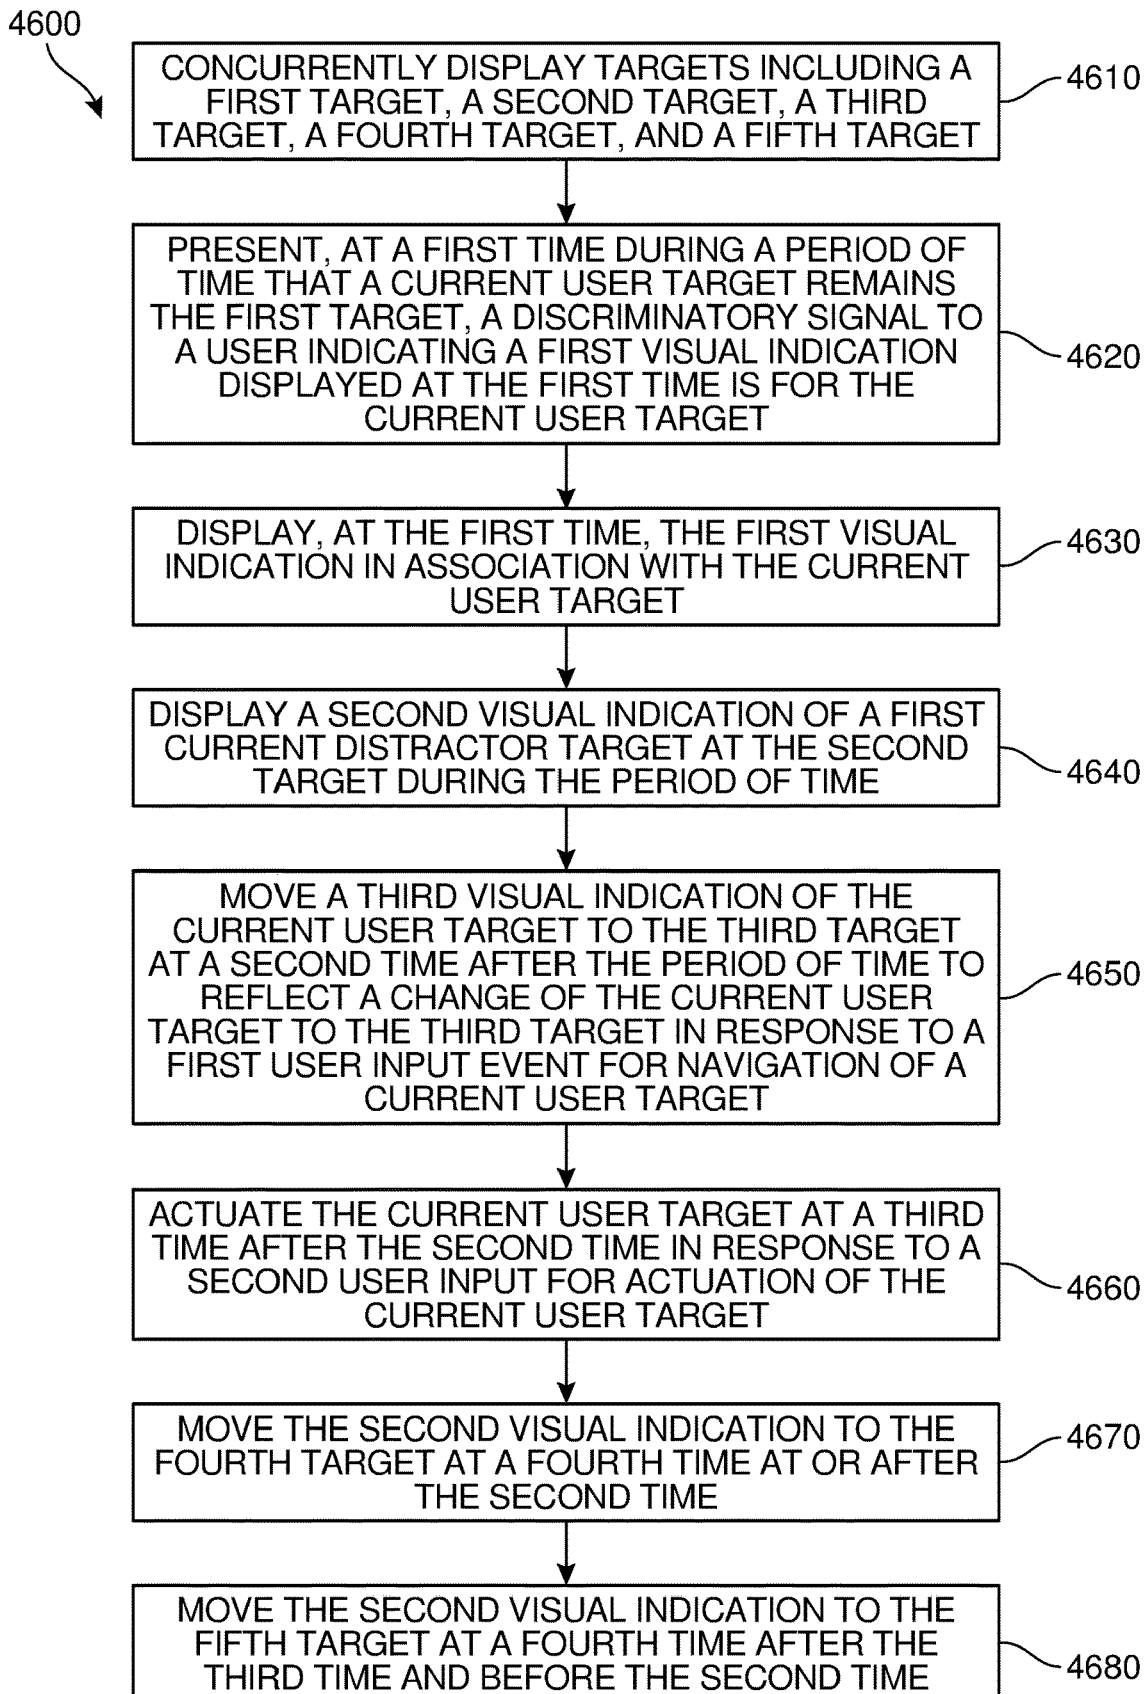 4600
CONCURRENTLY DISPLAY TARGETS INCLUDING A
FIRST TARGET, A SECOND TARGET, A THIRD
TARGET, A FOURTH TARGET, AND A FIFTH TARGET
4610
PRESENT, AT A FIRST TIME DURING A PERIOD OF
TIME THAT A CURRENT USER TARGET REMAINS
THE FIRST TARGET, A DISCRIMINATORY SIGNAL TO
A USER INDICATING A FIRST VISUAL INDICATION
DISPLAYED AT THE FIRST TIME IS FOR THE
CURRENT USER TARGET
4620
DISPLAY, AT THE FIRST TIME, THE FIRST VISUAL
INDICATION IN ASSOCIATION WITH THE CURRENT
USER TARGET
4630
DISPLAY A SECOND VISUAL INDICATION OF A FIRST
CURRENT DISTRACTOR TARGET AT THE SECOND
TARGET DURING THE PERIOD OF TIME
4640
MOVE A THIRD VISUAL INDICATION OF THE
CURRENT USER TARGET TO THE THIRD TARGET
AT A SECOND TIME AFTER THE PERIOD OF TIME TO
REFLECT A CHANGE OF THE CURRENT USER
TARGET TO THE THIRD TARGET IN RESPONSE TO A
FIRST USER INPUT EVENT FOR NAVIGATION OF A
CURRENT USER TARGET
4650
ACTUATE THE CURRENT USER TARGET AT A THIRD
TIME AFTER THE SECOND TIME IN RESPONSE TO A
SECOND USER INPUT FOR ACTUATION OF THE
CURRENT USER TARGET
4660
MOVE THE SECOND VISUAL INDICATION TO THE
FOURTH TARGET AT A FOURTH TIME AT OR AFTER
THE SECOND TIME
4670
MOVE THE SECOND VISUAL INDICATION TO THE
FIFTH TARGET AT A FOURTH TIME AFTER THE
THIRD TIME AND BEFORE THE SECOND TIME
4680